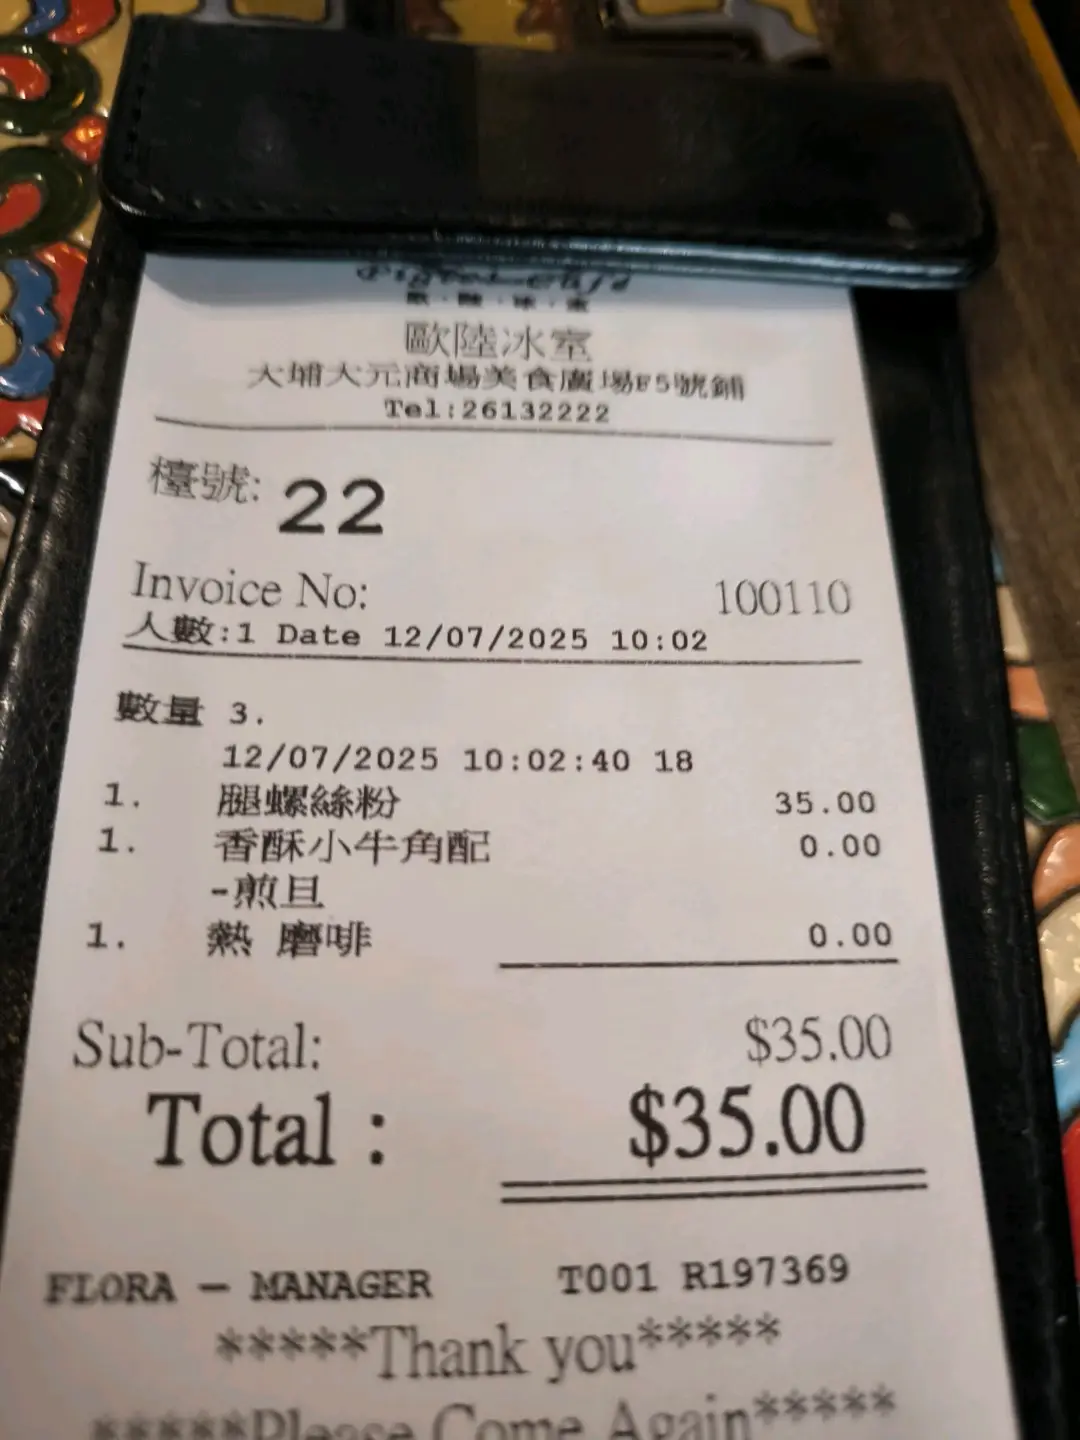 歐陸冰室
大埔大元商場美食廣場F5號鋪
Tel:26132222
檯號: 22
Invoice No: 100110
人數:1 Date 12/07/2025 10:02
數量 3.
12/07/2025 10:02:40 18
1. 腿螺絲粉 35.00
1. 香酥小牛角配 0.00
-煎旦
1. 熱 磨啡 0.00
Sub-Total: $35.00
Total : $35.00
FLORA — MANAGER T001 R197369
*****Thank you*****
*****Please Come Again*****